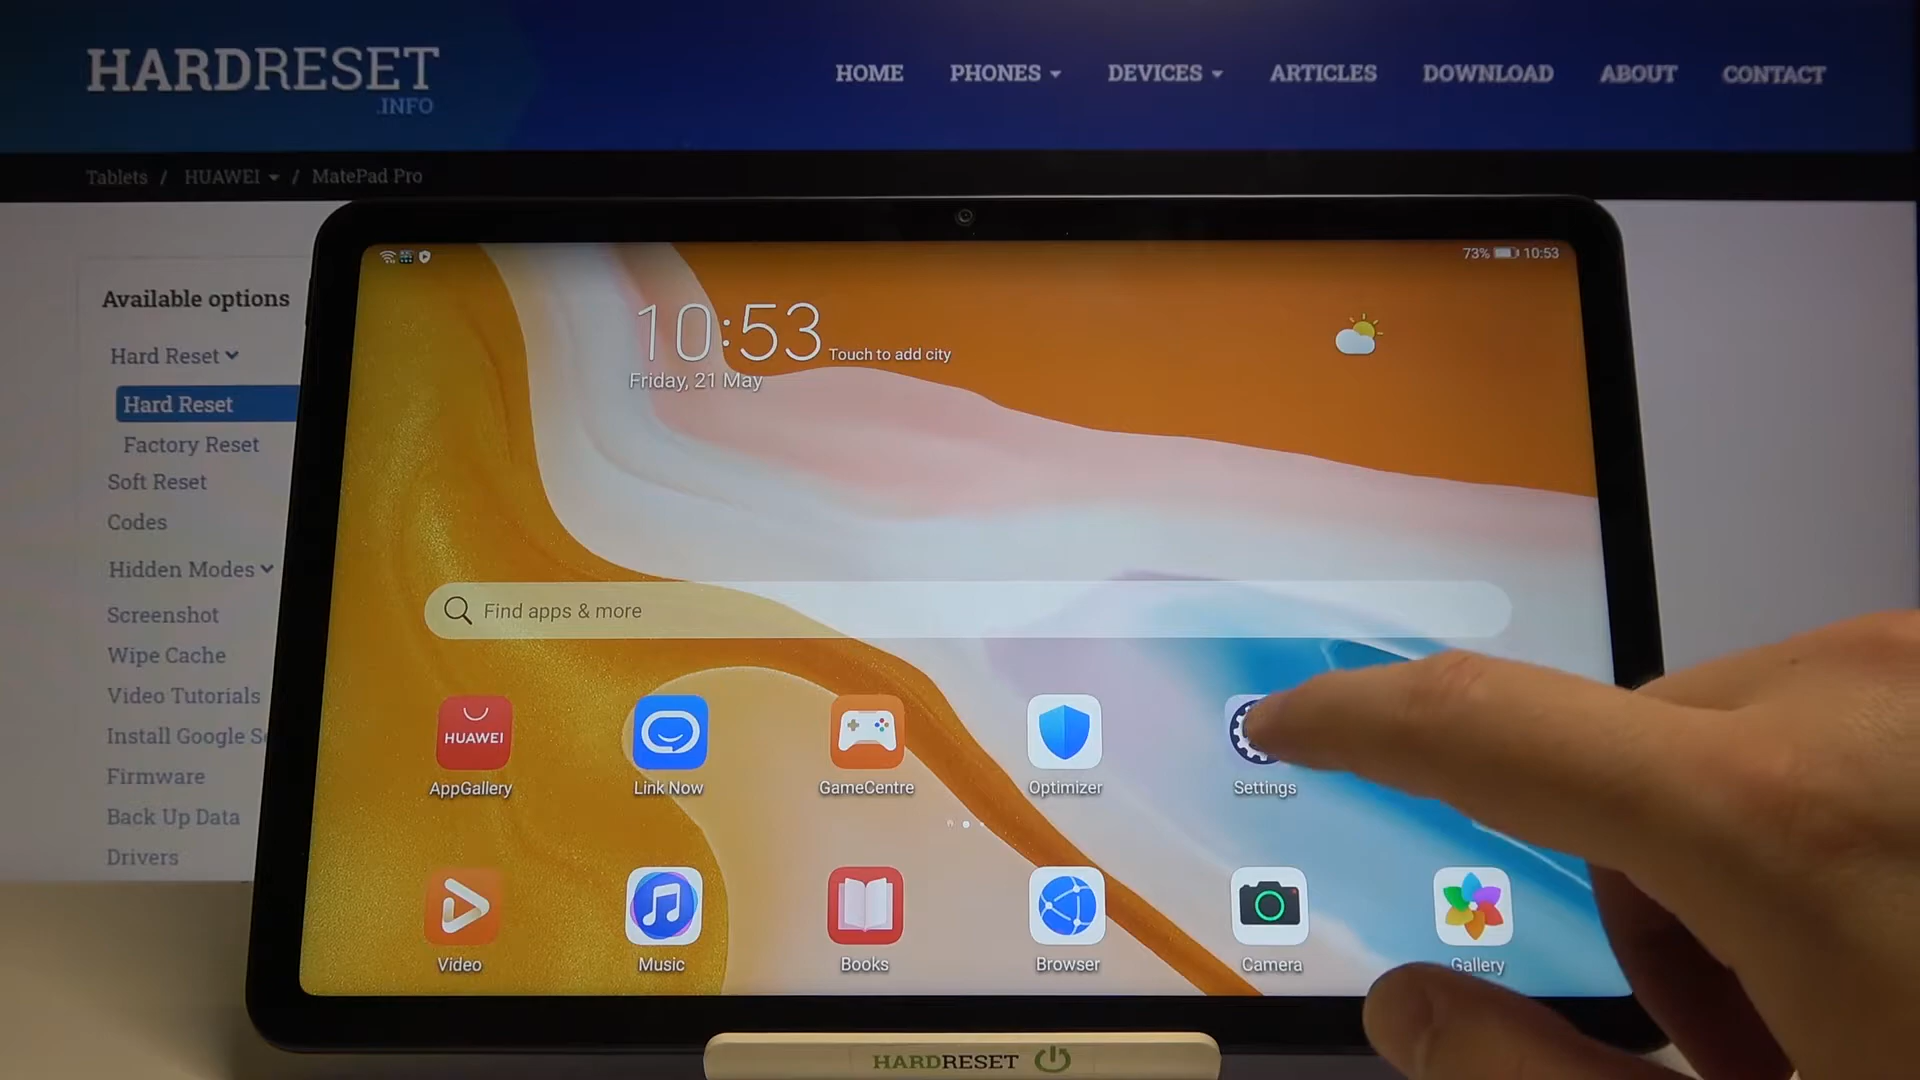 HARDRESET
.INFO
HOME PHONES DEVICES ARTICLES DOWNLOAD ABOUT CONTACT
Tablets / HUAWEI / MatePad Pro
Available options
Hard Reset
Hard Reset
Factory Reset
Soft Reset
Codes
Hidden Modes
Screenshot
Wipe Cache
Video Tutorials
Install Google
Firmware
Back Up Data
Drivers
73% 10:53
10:53 Touch to add city
Friday, 21 May
Find apps & more
HUAWEI
AppGallery Link Now GameCentre Optimizer Settings
Video Music Books Browser Camera Gallery
HARDRESET